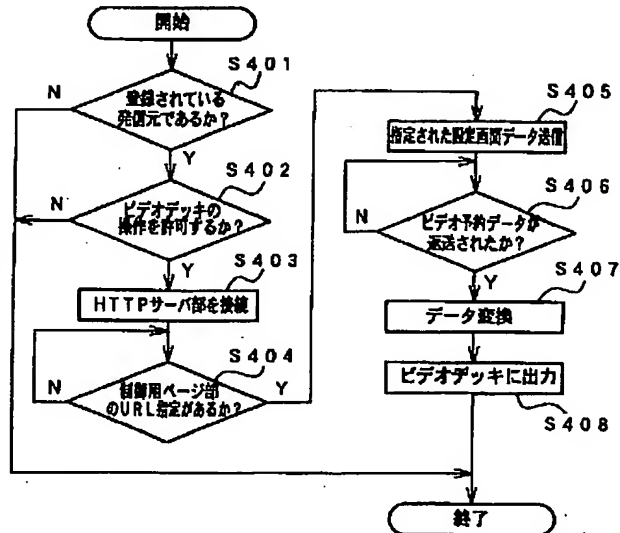 開始
S401
登録されている
発信元であるか?
N
Y
S402
ビデオデッキの
操作を許可するか?
N
Y
S403
HTTPサーバ部を接続
S404
制御用ページ部
のURL指定があるか?
N
Y
S405
指定された設定画面データ送信
S406
ビデオ予約データが
返送されたか?
N
Y
S407
データ変換
ビデオデッキに出力
S408
終了